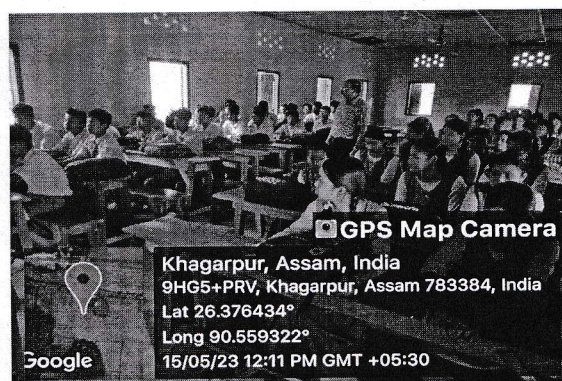 GPS Map Camera
Khagarpur, Assam, India
9HG5+PRV, Khagarpur, Assam 783384, India
Lat 26.376434°
Long 90.559322°
15/05/23 12:11 PM GMT +05:30
Google